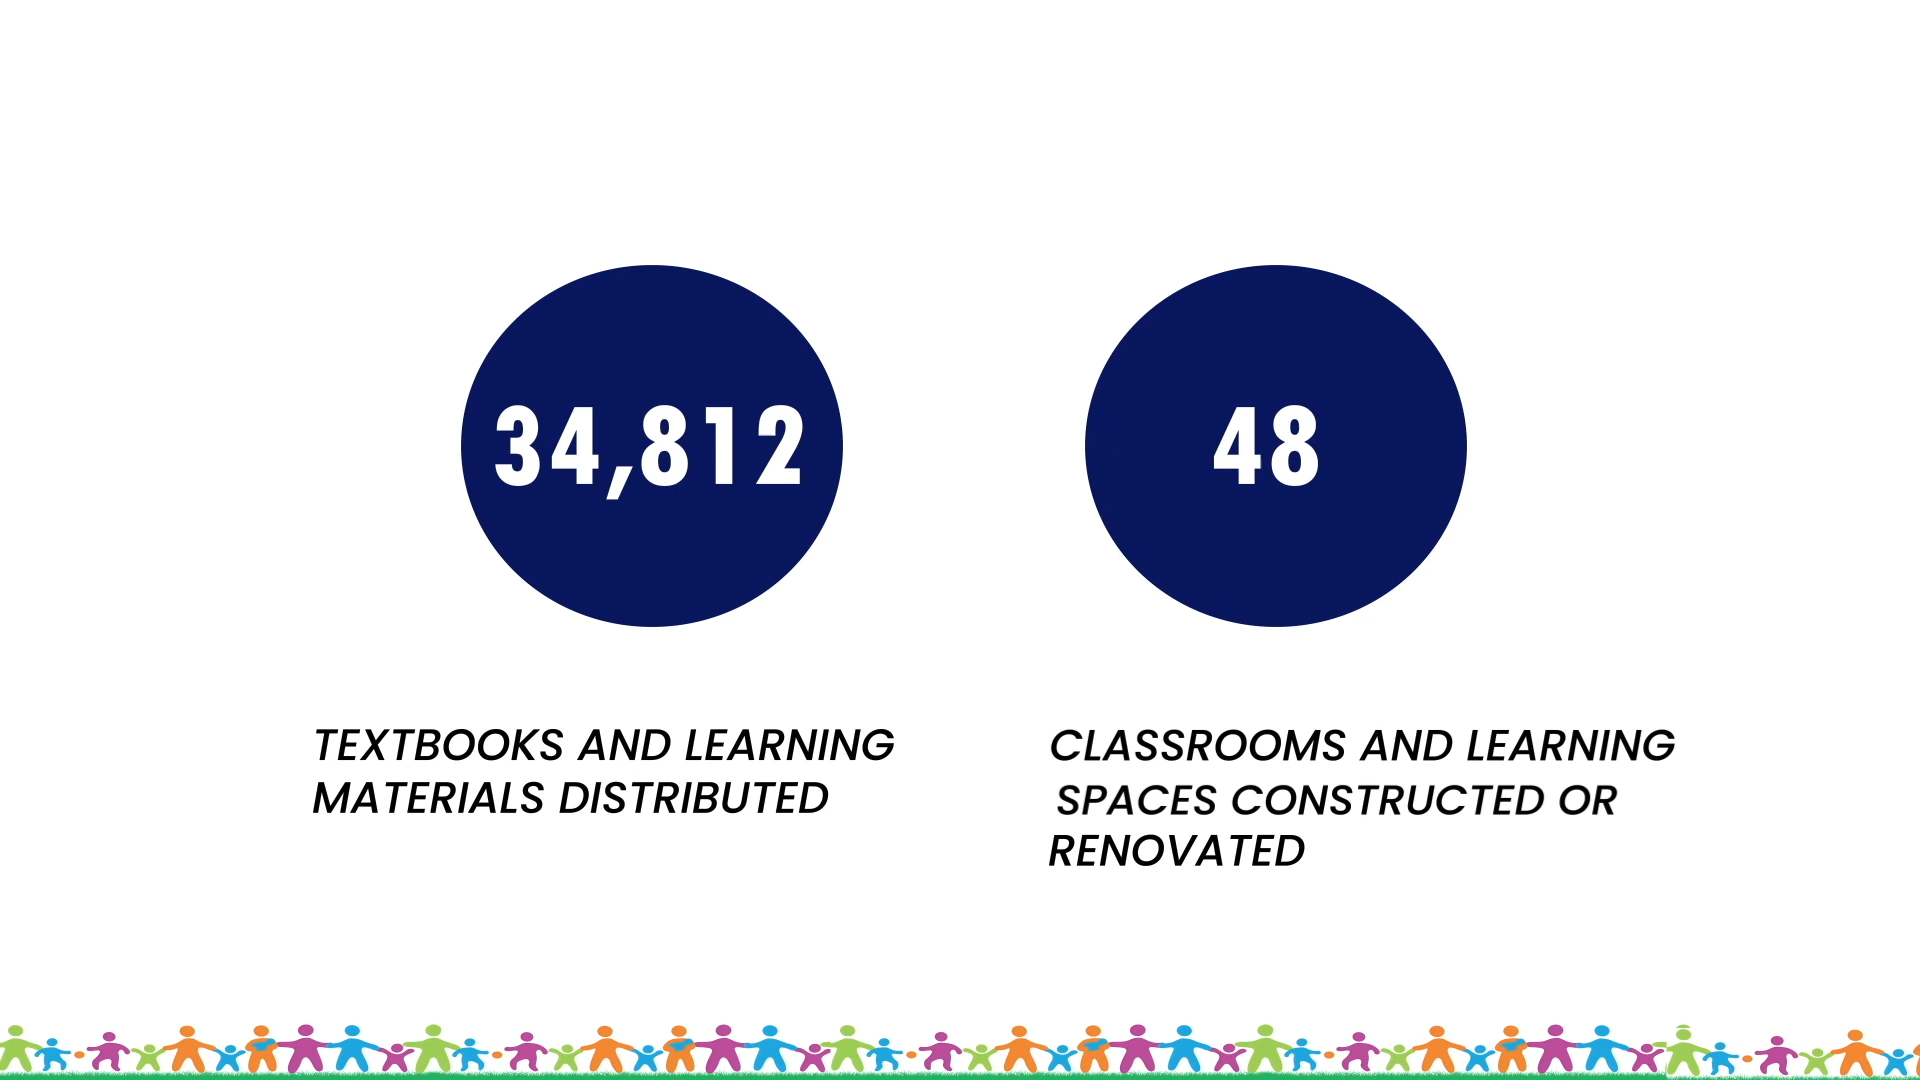 34,812
TEXTBOOKS AND LEARNING
MATERIALS DISTRIBUTED
48
CLASSROOMS AND LEARNING
SPACES CONSTRUCTED OR
RENOVATED